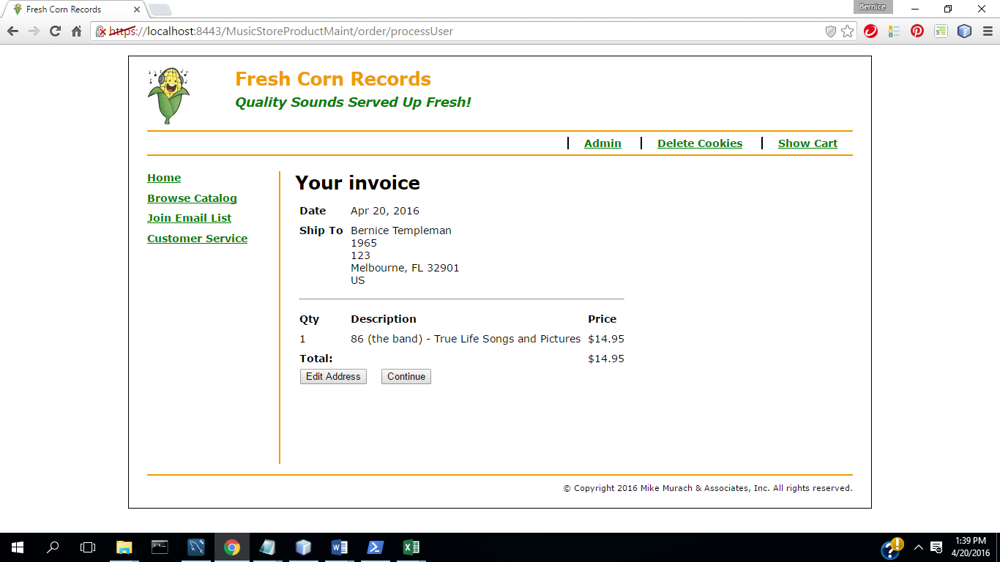 Fresh Corn Records
Bernice
https://localhost:8443/MusicStoreProductMaint/order/processUser
Fresh Corn Records
Quality Sounds Served Up Fresh!
Admin Delete Cookies Show Cart
Home
Browse Catalog
Join Email List
Customer Service
Your invoice
Date Apr 20, 2016
Ship To Bernice Templeman
1965
123
Melbourne, FL 32901
US
Qty Description Price
1 86 (the band) - True Life Songs and Pictures $14.95
Total: $14.95
Edit Address Continue
© Copyright 2016 Mike Murach & Associates, Inc. All rights reserved.
1:39 PM
4/20/2016